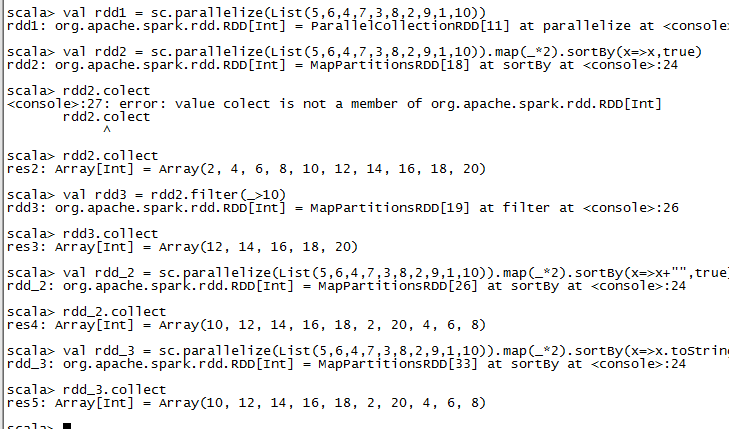 scala> val rdd1 = sc.parallelize(List(5,6,4,7,3,8,2,9,1,10))
rdd1: org.apache.spark.rdd.RDD[Int] = ParallelCollectionRDD[11] at parallelize at <console
scala> val rdd2 = sc.parallelize(List(5,6,4,7,3,8,2,9,1,10)).map(_*2).sortBy(x=>x,true)
rdd2: org.apache.spark.rdd.RDD[Int] = MapPartitionsRDD[18] at sortBy at <console>:24
scala> rdd2.colect
<console>:27: error: value colect is not a member of org.apache.spark.rdd.RDD[Int]
rdd2.colect
^
scala> rdd2.collect
res2: Array[Int] = Array(2, 4, 6, 8, 10, 12, 14, 16, 18, 20)
scala> val rdd3 = rdd2.filter(_>10)
rdd3: org.apache.spark.rdd.RDD[Int] = MapPartitionsRDD[19] at filter at <console>:26
scala> rdd3.collect
res3: Array[Int] = Array(12, 14, 16, 18, 20)
scala> val rdd_2 = sc.parallelize(List(5,6,4,7,3,8,2,9,1,10)).map(_*2).sortBy(x=>x+"",true)
rdd_2: org.apache.spark.rdd.RDD[Int] = MapPartitionsRDD[26] at sortBy at <console>:24
scala> rdd_2.collect
res4: Array[Int] = Array(10, 12, 14, 16, 18, 2, 20, 4, 6, 8)
scala> val rdd_3 = sc.parallelize(List(5,6,4,7,3,8,2,9,1,10)).map(_*2).sortBy(x=>x.toString
rdd_3: org.apache.spark.rdd.RDD[Int] = MapPartitionsRDD[33] at sortBy at <console>:24
scala> rdd_3.collect
res5: Array[Int] = Array(10, 12, 14, 16, 18, 2, 20, 4, 6, 8)
scala>